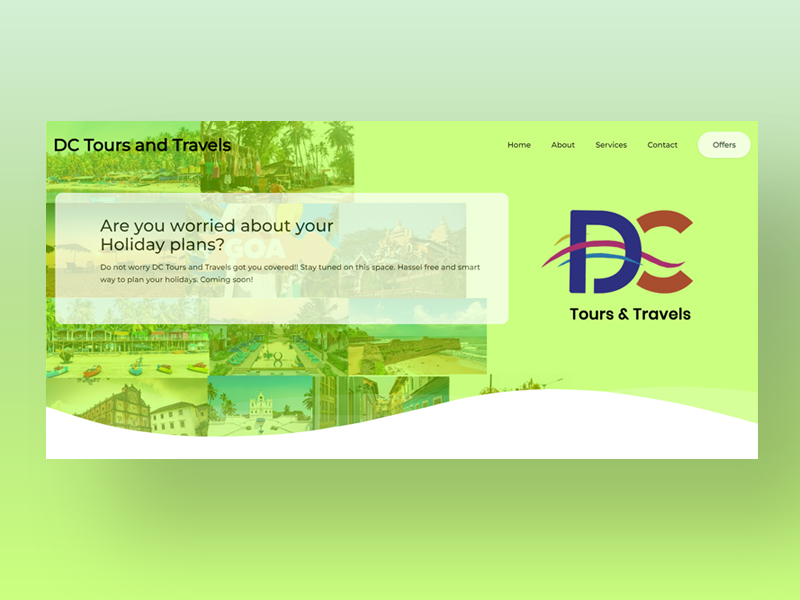 DC Tours and Travels
Home
About
Services
Contact
Offers
Are you worried about your
Holiday plans?
Do not worry DC Tours and Travels got you covered!! Stay tuned on this space. Hassel free and smart
way to plan your holidays. Coming soon!
GOA
DC
Tours & Travels